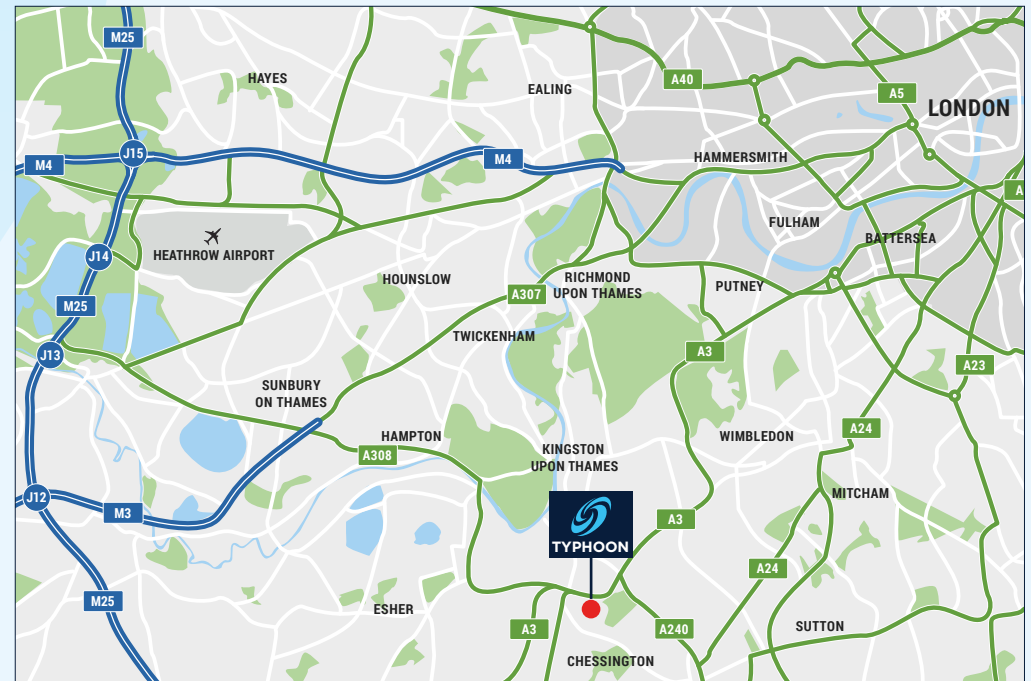 M25
HAYES
EALING
A40
A5
LONDON
J15
M4
M4
HAMMERSMITH
A
FULHAM
HEATHROW AIRPORT
BATTERSEA
J14
HOUNSLOW
RICHMOND
UPON THAMES
PUTNEY
A307
M25
TWICKENHAM
J13
A3
A23
SUNBURY
ON THAMES
A24
HAMPTON
WIMBLEDON
A308
KINGSTON
UPON THAMES
J12
MITCHAM
M3
A3
TYPHOON
A24
M25
ESHER
A3
A240
SUTTON
CHESSINGTON